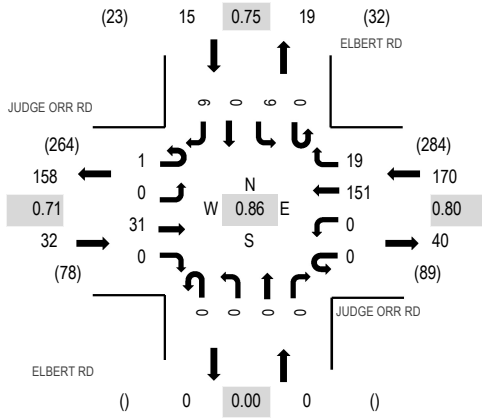 (23) 15 0.75 19 (32)
ELBERT RD
JUDGE ORR RD
6 0 9 0
(264) (284)
158 1 19 170
0 N 151
0.71 W 0.86 E 0.80
31 0
32 S 40
0 0
(78) (89)
0 0 0 0
JUDGE ORR RD
ELBERT RD
() 0 0.00 0 ()